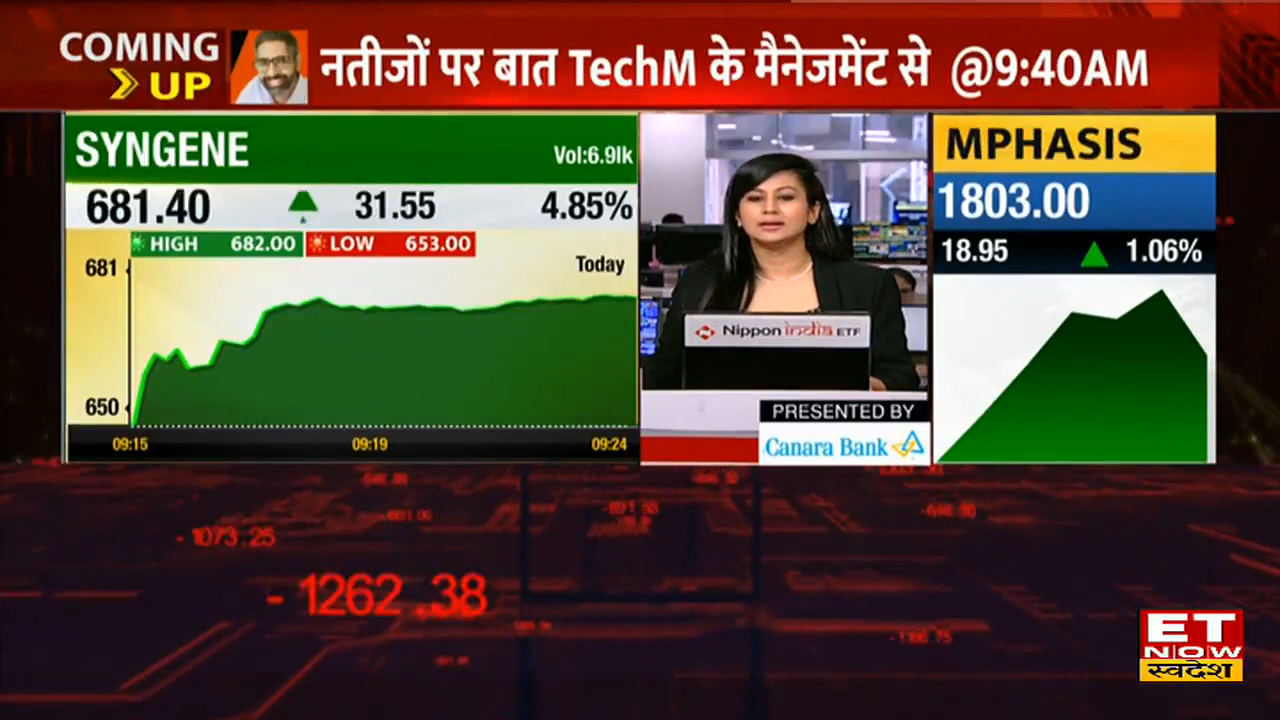 COMING
UP
नतीजों पर बात TechM के मैनेजमेंट से @9:40AM
SYNGENE
Vol:6.9lk
681.40 31.55 4.85%
HIGH 682.00 LOW 653.00
Today
681
650
09:15 09:19 09:24
Nippon india ETF
PRESENTED BY
Canara Bank
MPHASIS
1803.00
18.95 1.06%
-1073.25
-1262.38
ET
NOW
स्वदेश